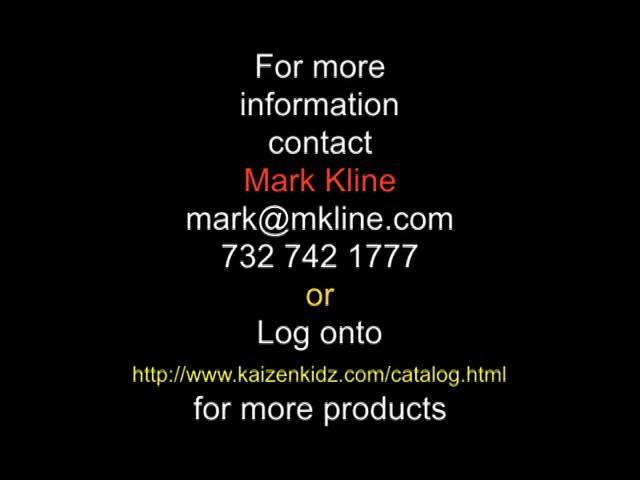 For more
information
contact
Mark Kline
mark@mkline.com
732 742 1777
or
Log onto
http://www.kaizenkidz.com/catalog.html
for more products